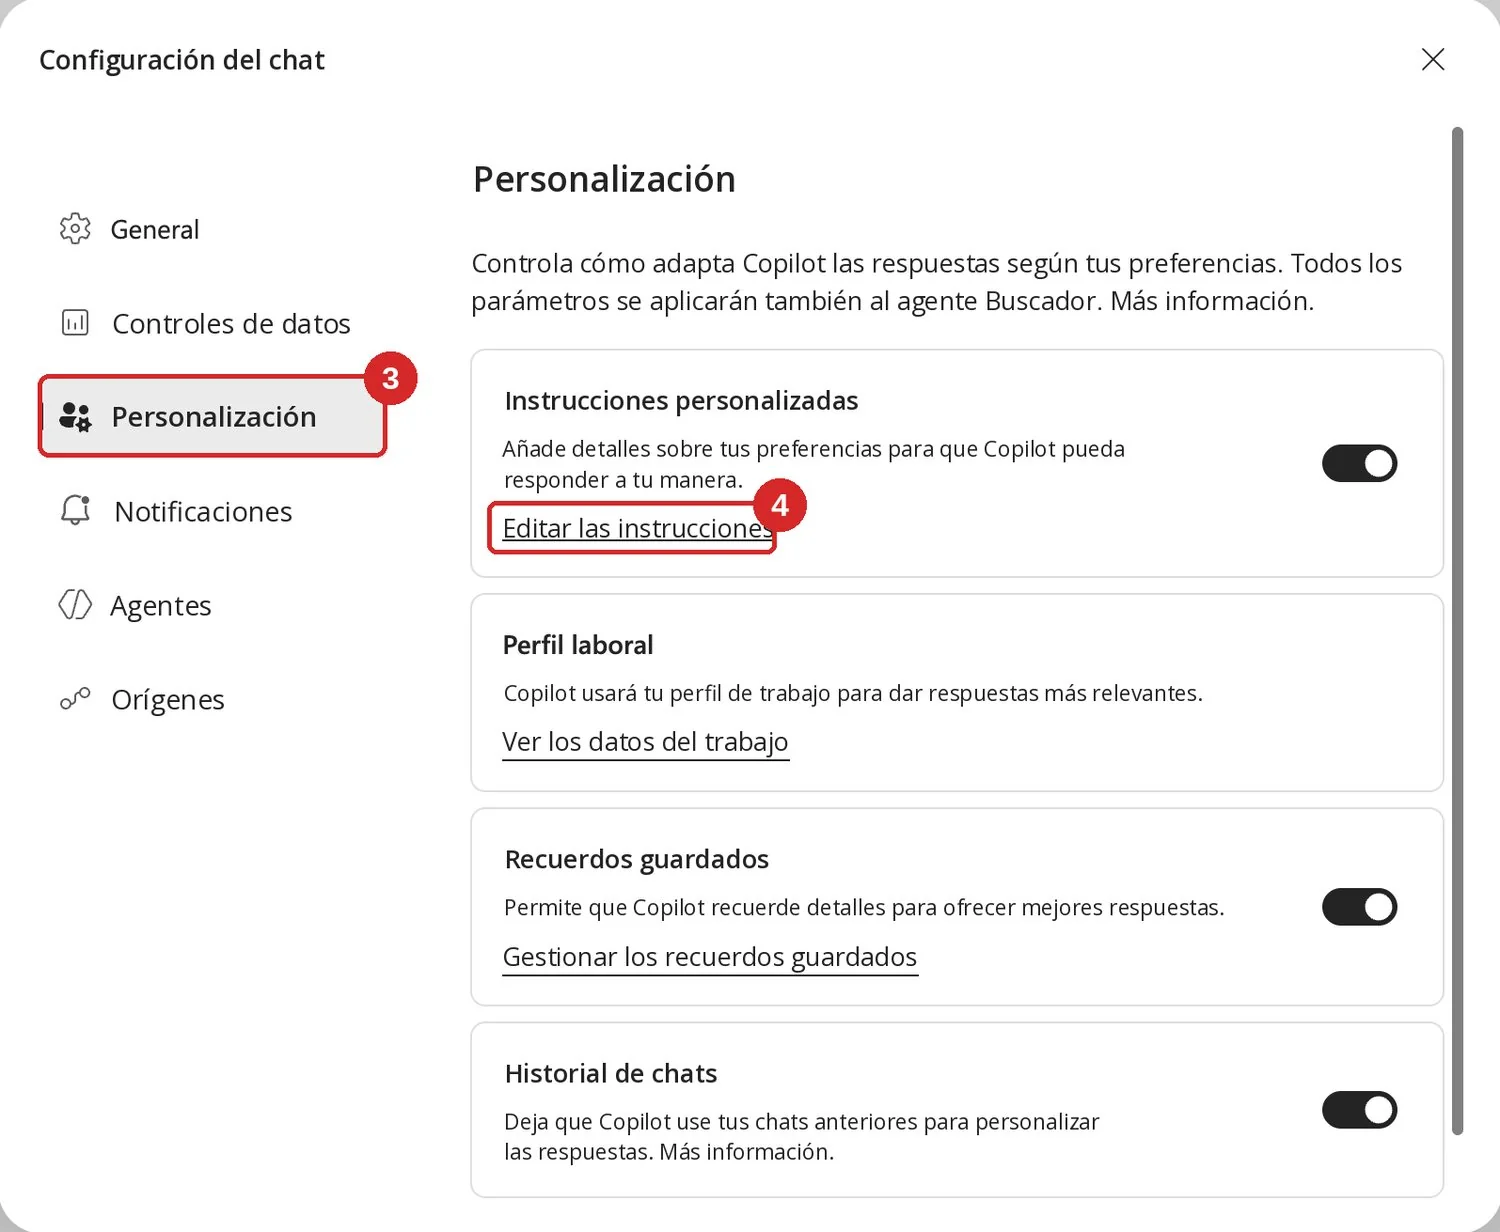 Configuración del chat
General
Controles de datos
3
Personalización
Notificaciones
Agentes
Orígenes
Personalización
Controla cómo adapta Copilot las respuestas según tus preferencias. Todos los
parámetros se aplicarán también al agente Buscador. Más información.
Instrucciones personalizadas
Añade detalles sobre tus preferencias para que Copilot pueda
responder a tu manera.
4
Editar las instrucciones
Perfil laboral
Copilot usará tu perfil de trabajo para dar respuestas más relevantes.
Ver los datos del trabajo
Recuerdos guardados
Permite que Copilot recuerde detalles para ofrecer mejores respuestas.
Gestionar los recuerdos guardados
Historial de chats
Deja que Copilot use tus chats anteriores para personalizar
las respuestas. Más información.